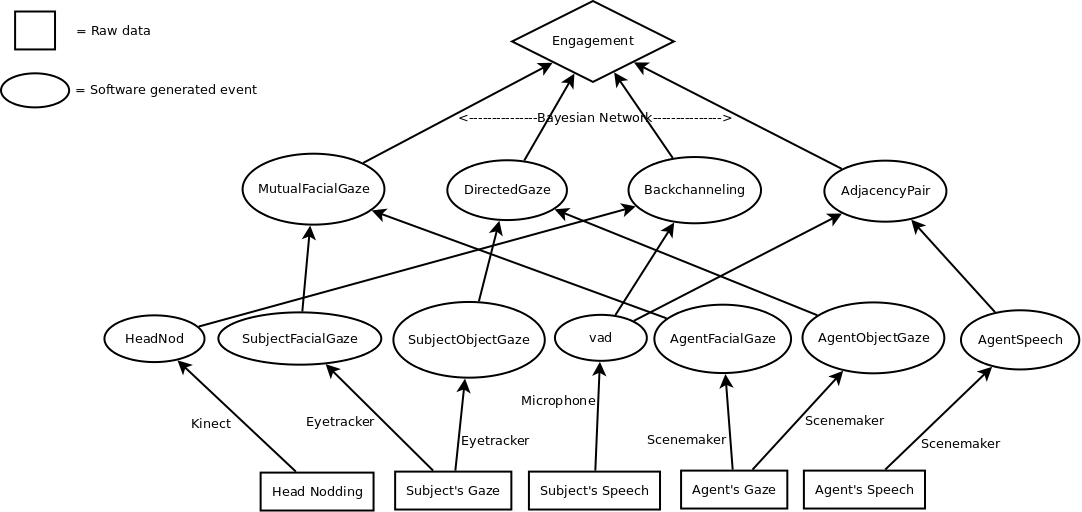 Engagement
= Raw data
= Software generated event
<---------------Bayesian Network--------------->
MutualFacialGaze
DirectedGaze
Backchanneling
AdjacencyPair
HeadNod
SubjectFacialGaze
SubjectObjectGaze
vad
AgentFacialGaze
AgentObjectGaze
AgentSpeech
Kinect
Eyetracker
Eyetracker
Microphone
Scenemaker
Scenemaker
Scenemaker
Head Nodding
Subject's Gaze
Subject's Speech
Agent's Gaze
Agent's Speech